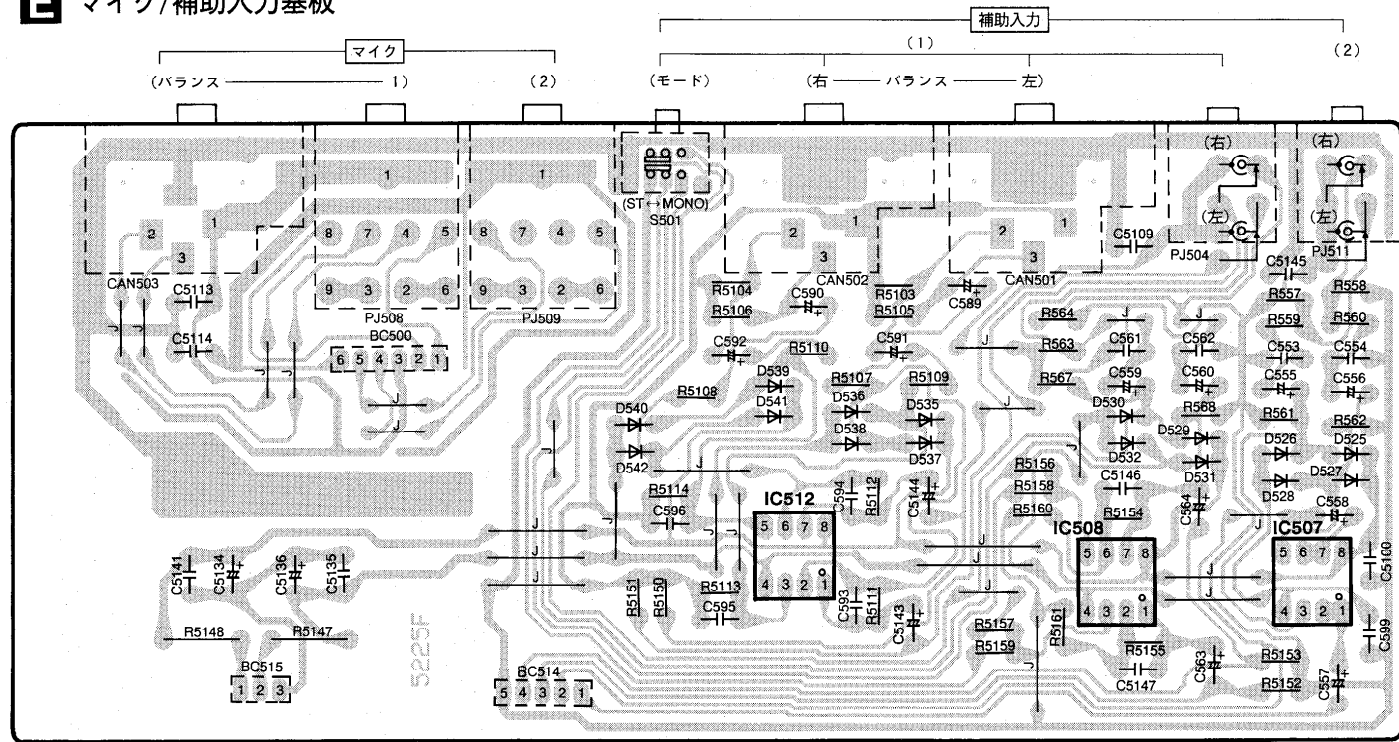 E マイク/補助入力基板
補助入力
マイク (1) (2)
(バランス 1) (2) (モード) (右 バランス 左)
(右) (右)
1 1
(ST↔MONO)
S501
2 1 8 7 4 5 8 7 4 5 2 1 2 1 (左) (左)
C5109
3 3 3 PJ504 PJ511
C5145
CAN503 9 3 2 6 9 3 2 6 CAN502 CAN501
C5113 R5104 C590 R5103 C589 R557 R558
PJ508 PJ509 R5106 R5105 R564 J J R559 R560
BC500
C5114 J J C592 R5110 C591 J R563 C561 C562 C553 C554
6 5 4 3 2 1
J J D539 R5107 R5109 R567 C559 C560 C555 C556
R5108 D541 D536 D535 J D530 R568 R561 R562
J D540 D538 D537 D529 D526 D525
J D532
J D542 J R5156 J D531 D528 D527
R5114 C594 R5112 C5144 R5158 C5146 C564 C558
C596 IC512 R5160 R5154 J
J J J IC508 IC507
J 5 6 7 8 J 5 6 7 8 5 6 7 8 C5100
J J J
C5141 C5134 C5136 C5135 J R5151 R5150 R5113 4 3 2 1 C593 R5111 C5143 J J
C595 4 3 2 1 4 3 2 1 C599
R5148 R5147 R5157 R5161
R5159 J R5155 C563 R5153
BC515 5225F BC514 C5147 R5152 C557
1 2 3 5 4 3 2 1